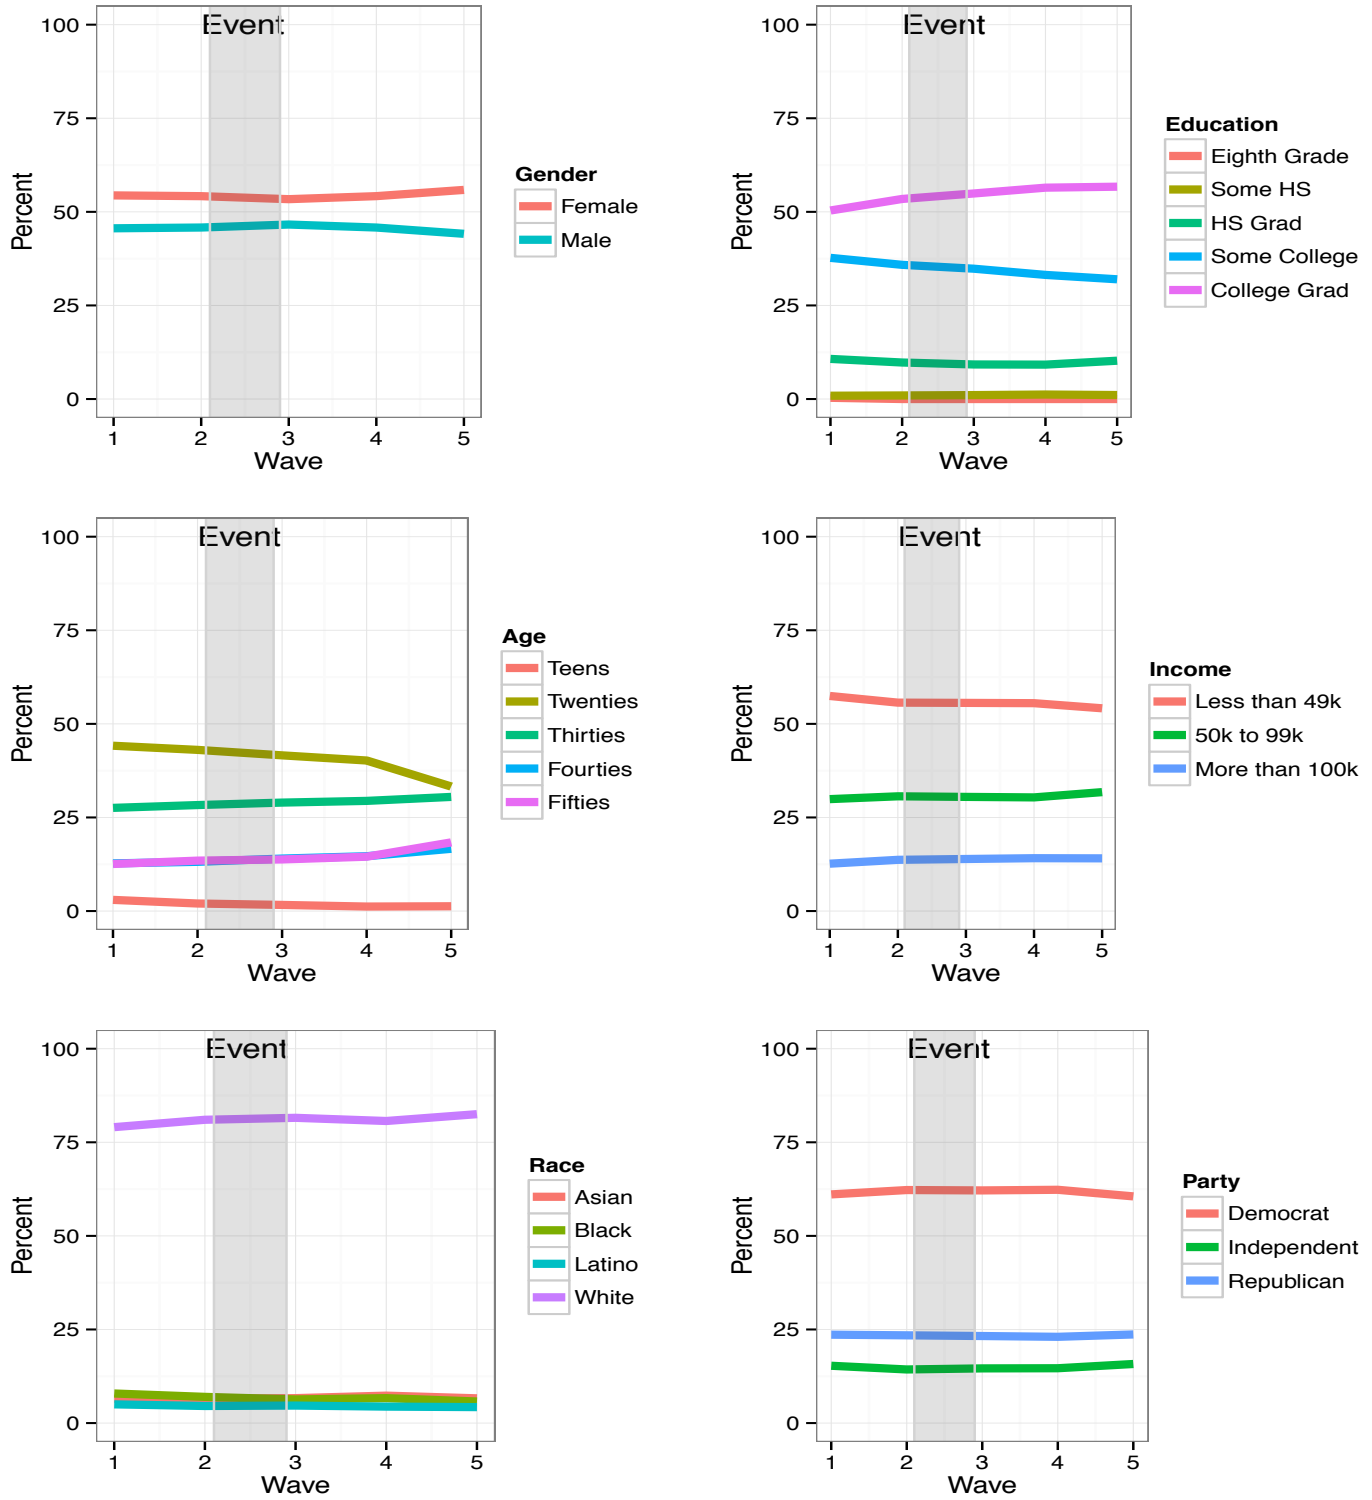 Event
100
75
50
25
0
Percent
1 2 3 4 5
Wave
Gender
Female
Male
Event
100
75
50
25
0
Percent
1 2 3 4 5
Wave
Education
Eighth Grade
Some HS
HS Grad
Some College
College Grad
Event
100
75
50
25
0
Percent
1 2 3 4 5
Wave
Age
Teens
Twenties
Thirties
Fourties
Fifties
Event
100
75
50
25
0
Percent
1 2 3 4 5
Wave
Income
Less than 49k
50k to 99k
More than 100k
Event
100
75
50
25
0
Percent
1 2 3 4 5
Wave
Race
Asian
Black
Latino
White
Event
100
75
50
25
0
Percent
1 2 3 4 5
Wave
Party
Democrat
Independent
Republican